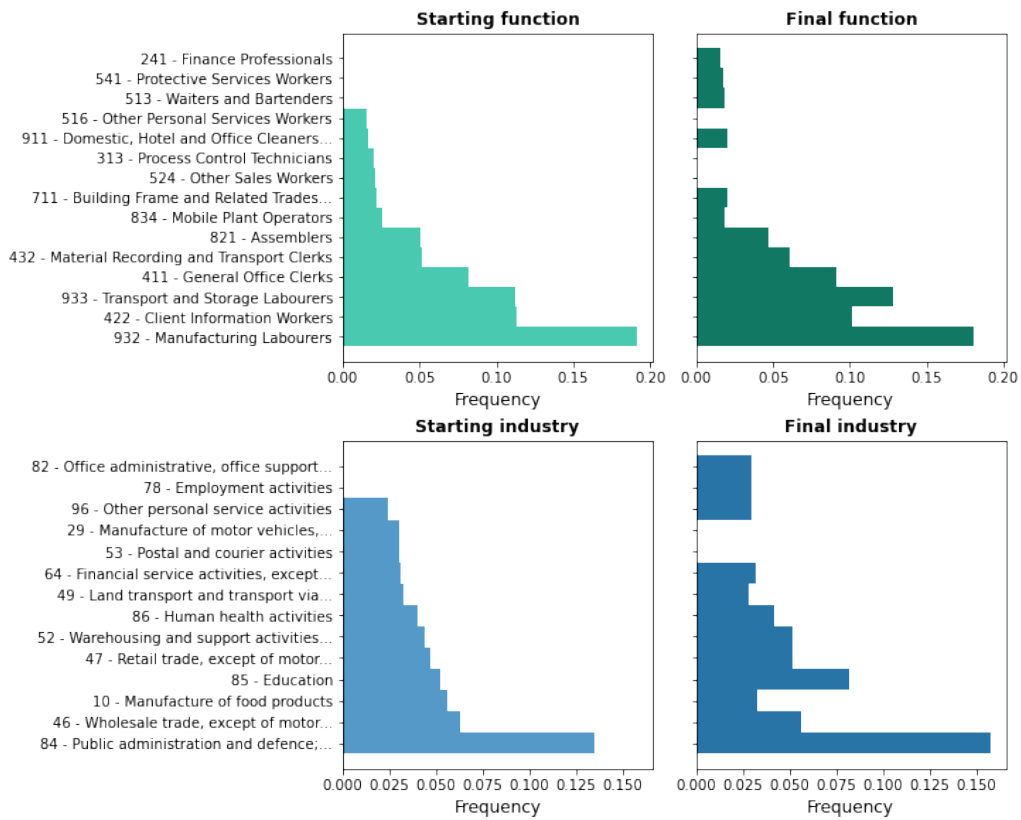 Starting function
Final function
241 - Finance Professionals
541 - Protective Services Workers
513 - Waiters and Bartenders
516 - Other Personal Services Workers
911 - Domestic, Hotel and Office Cleaners...
313 - Process Control Technicians
524 - Other Sales Workers
711 - Building Frame and Related Trades...
834 - Mobile Plant Operators
821 - Assemblers
432 - Material Recording and Transport Clerks
411 - General Office Clerks
933 - Transport and Storage Labourers
422 - Client Information Workers
932 - Manufacturing Labourers
0.00 0.05 0.10 0.15 0.20
0.00 0.05 0.10 0.15 0.20
Frequency
Frequency
Starting industry
Final industry
82 - Office administrative, office support...
78 - Employment activities
96 - Other personal service activities
29 - Manufacture of motor vehicles,...
53 - Postal and courier activities
64 - Financial service activities, except...
49 - Land transport and transport via...
86 - Human health activities
52 - Warehousing and support activities...
47 - Retail trade, except of motor...
85 - Education
10 - Manufacture of food products
46 - Wholesale trade, except of motor...
84 - Public administration and defence;...
0.000 0.025 0.050 0.075 0.100 0.125 0.150
0.000 0.025 0.050 0.075 0.100 0.125 0.150
Frequency
Frequency